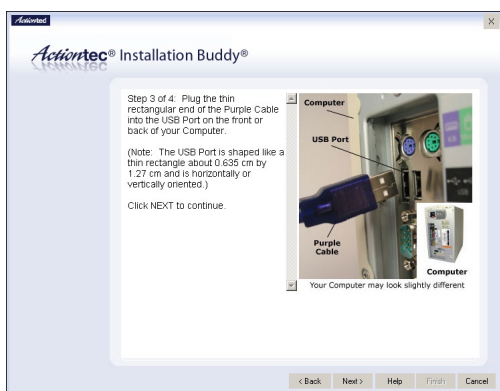 Actiontec
X
Actiontec® Installation Buddy®
Step 3 of 4: Plug the thin
rectangular end of the Purple Cable
into the USB Port on the front or
back of your Computer.
(Note: The USB Port is shaped like a
thin rectangle about 0.635 cm by
1.27 cm and is horizontally or
vertically oriented.)
Click NEXT to continue.
Computer
USB Port
USB
Purple
Cable
Computer
Your Computer may look slightly different
< Back Next > Help Finish Cancel